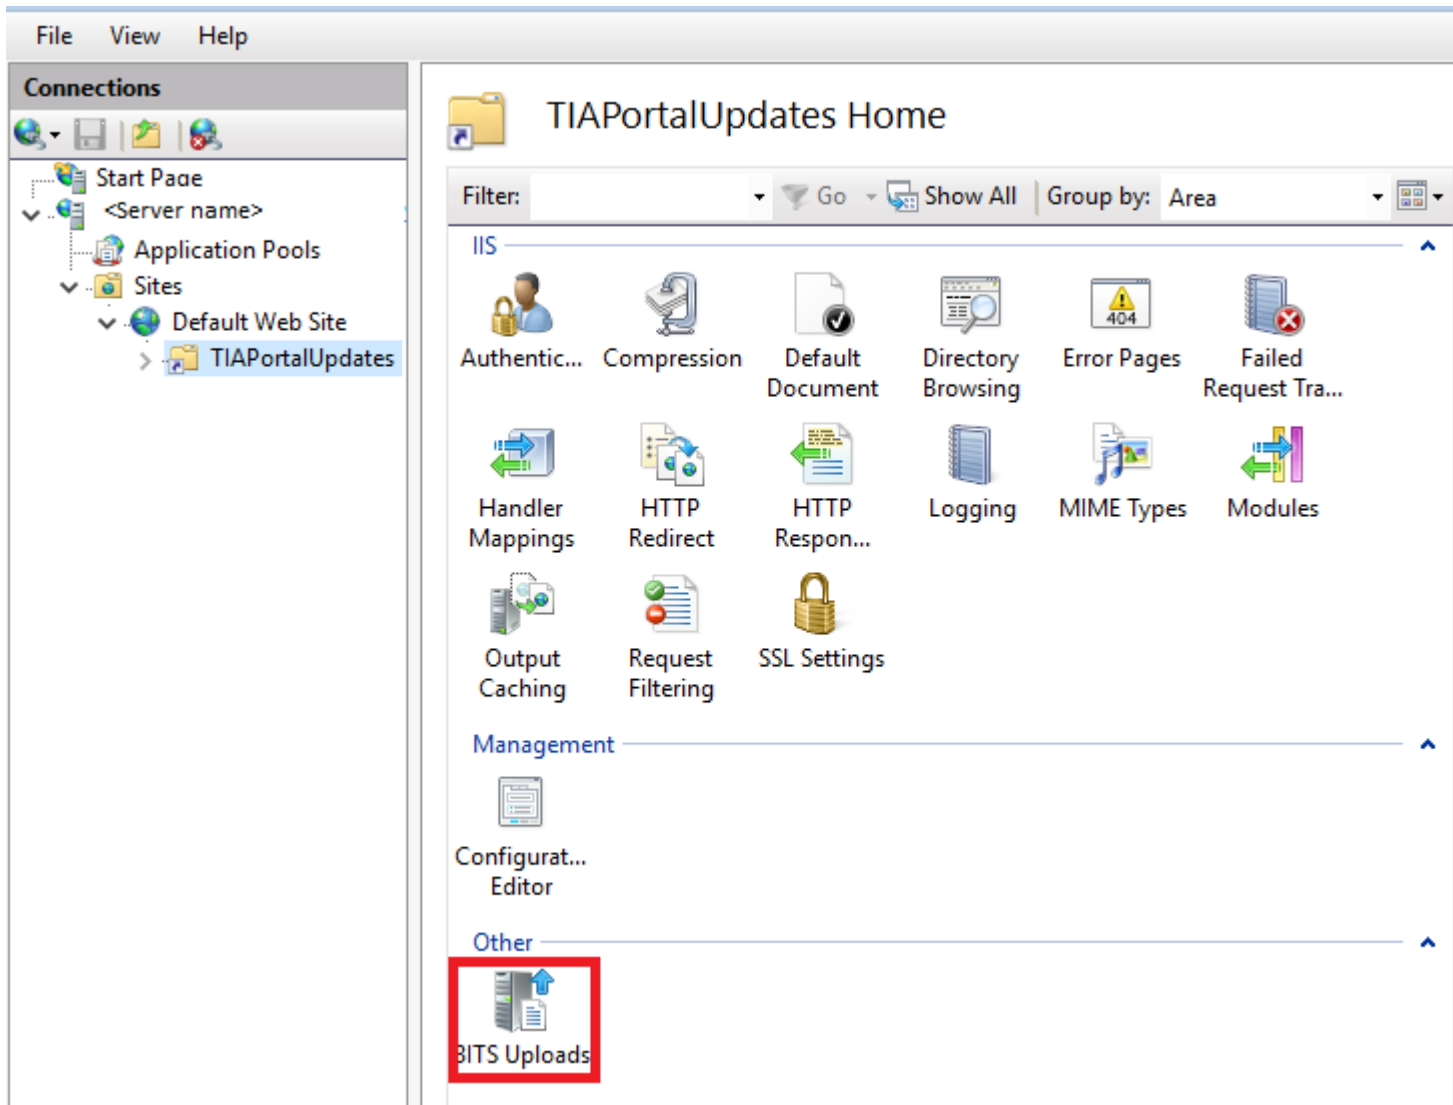 File View Help
Connections
TIAPortalUpdates Home
Start Page
<Server name>
Application Pools
Sites
Default Web Site
TIAPortalUpdates
Filter: Go Show All Group by: Area
IIS
Authentic... Compression Default Document Directory Browsing Error Pages 404 Failed Request Tra...
Handler Mappings HTTP Redirect HTTP Respon... Logging MIME Types Modules
Output Caching Request Filtering SSL Settings
Management
Configurat... Editor
Other
BITS Uploads